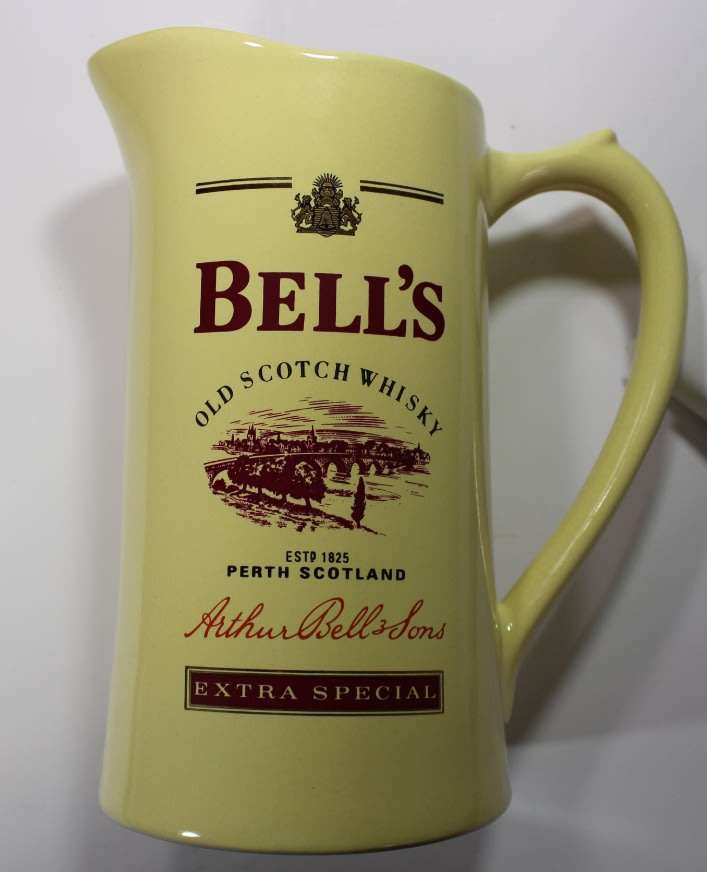 BELL'S
OLD SCOTCH WHISKY
ESTD 1825
PERTH SCOTLAND
Arthur Bell & Sons
EXTRA SPECIAL